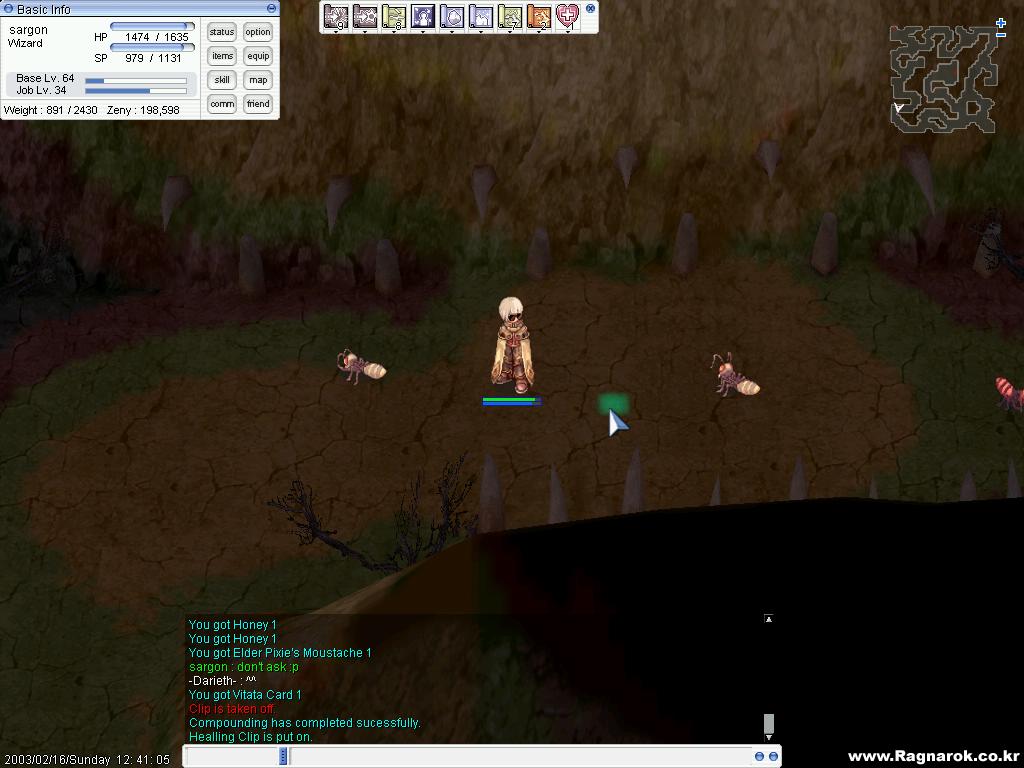 Basic Info
sargon
Wizard
HP 1474 / 1635
SP 979 / 1131
Base Lv. 64
Job Lv. 34
Weight : 891 / 2430 Zeny : 198,598
status option
items equip
skill map
comm friend
You got Honey 1
You got Honey 1
You got Elder Pixie's Moustache 1
sargon : don't ask :p
-Darieth- : ^^
You got Vitata Card 1
Clip is taken off.
Compounding has completed sucessfully.
Healling Clip is put on.
2003/02/16/Sunday 12: 41: 05
www.Ragnarok.co.kr